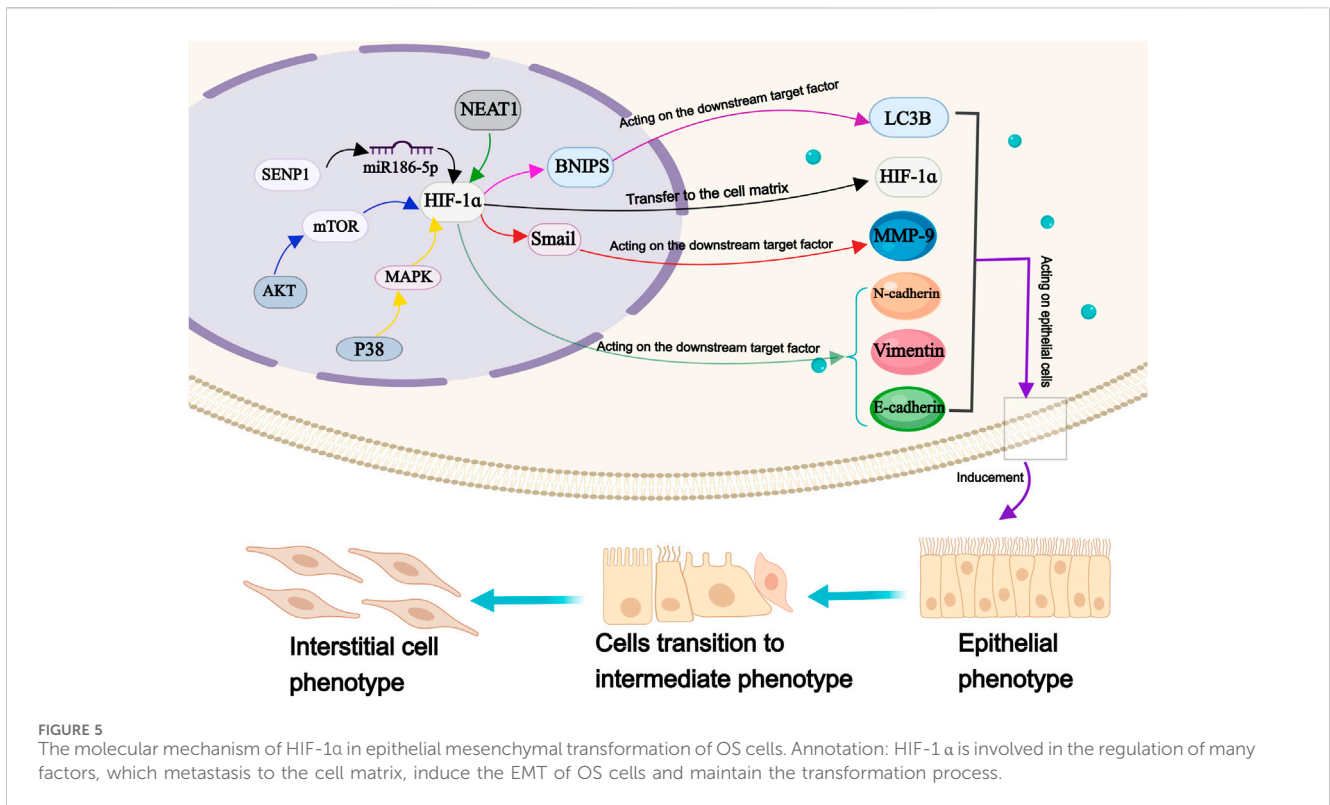 NEAT1
SENP1
miR186-5p
HIF-1α
mTOR
AKT
MAPK
P38
BNIPS
Smail
Acting on the downstream target factor
Transfer to the cell matrix
Acting on the downstream target factor
Acting on the downstream target factor
LC3B
HIF-1α
MMP-9
N-cadherin
Vimentin
E-cadherin
Acting on epithelial cells
Inducement
Interstitial cell
phenotype
Cells transition to
intermediate phenotype
Epithelial
phenotype
FIGURE 5
The molecular mechanism of HIF-1α in epithelial mesenchymal transformation of OS cells. Annotation: HIF-1 α is involved in the regulation of many
factors, which metastasis to the cell matrix, induce the EMT of OS cells and maintain the transformation process.